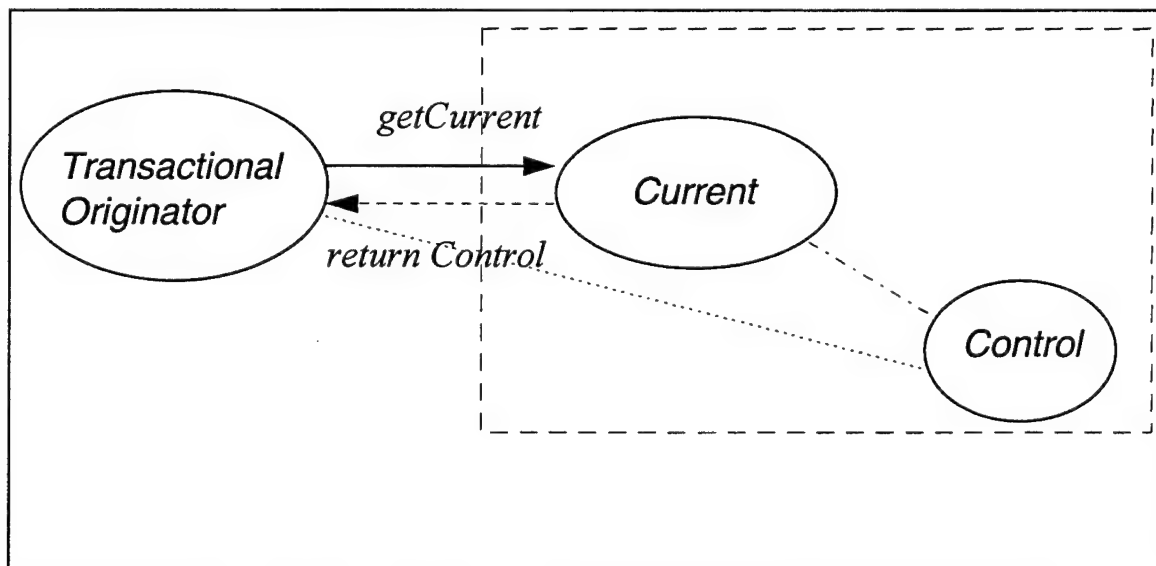 getCurrent
Transactional
Originator
Current
return Control
Control